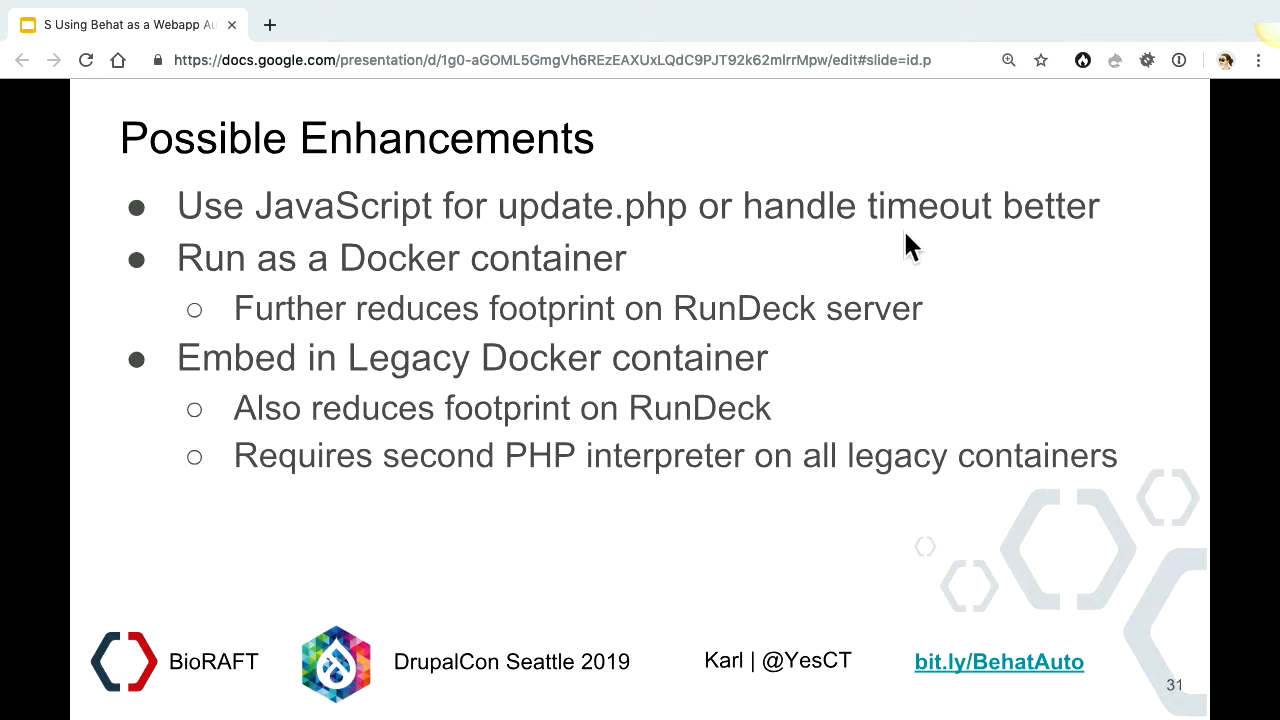 S Using Behat as a Webapp Au
https://docs.google.com/presentation/d/1g0-aGOML5GmgVh6REzEAXUxLQdC9PJT92k62mlrrMpw/edit#slide=id.p
Possible Enhancements
● Use JavaScript for update.php or handle timeout better
● Run as a Docker container
○ Further reduces footprint on RunDeck server
● Embed in Legacy Docker container
○ Also reduces footprint on RunDeck
○ Requires second PHP interpreter on all legacy containers
BioRAFT DrupalCon Seattle 2019 Karl | @YesCT bit.ly/BehatAuto
31